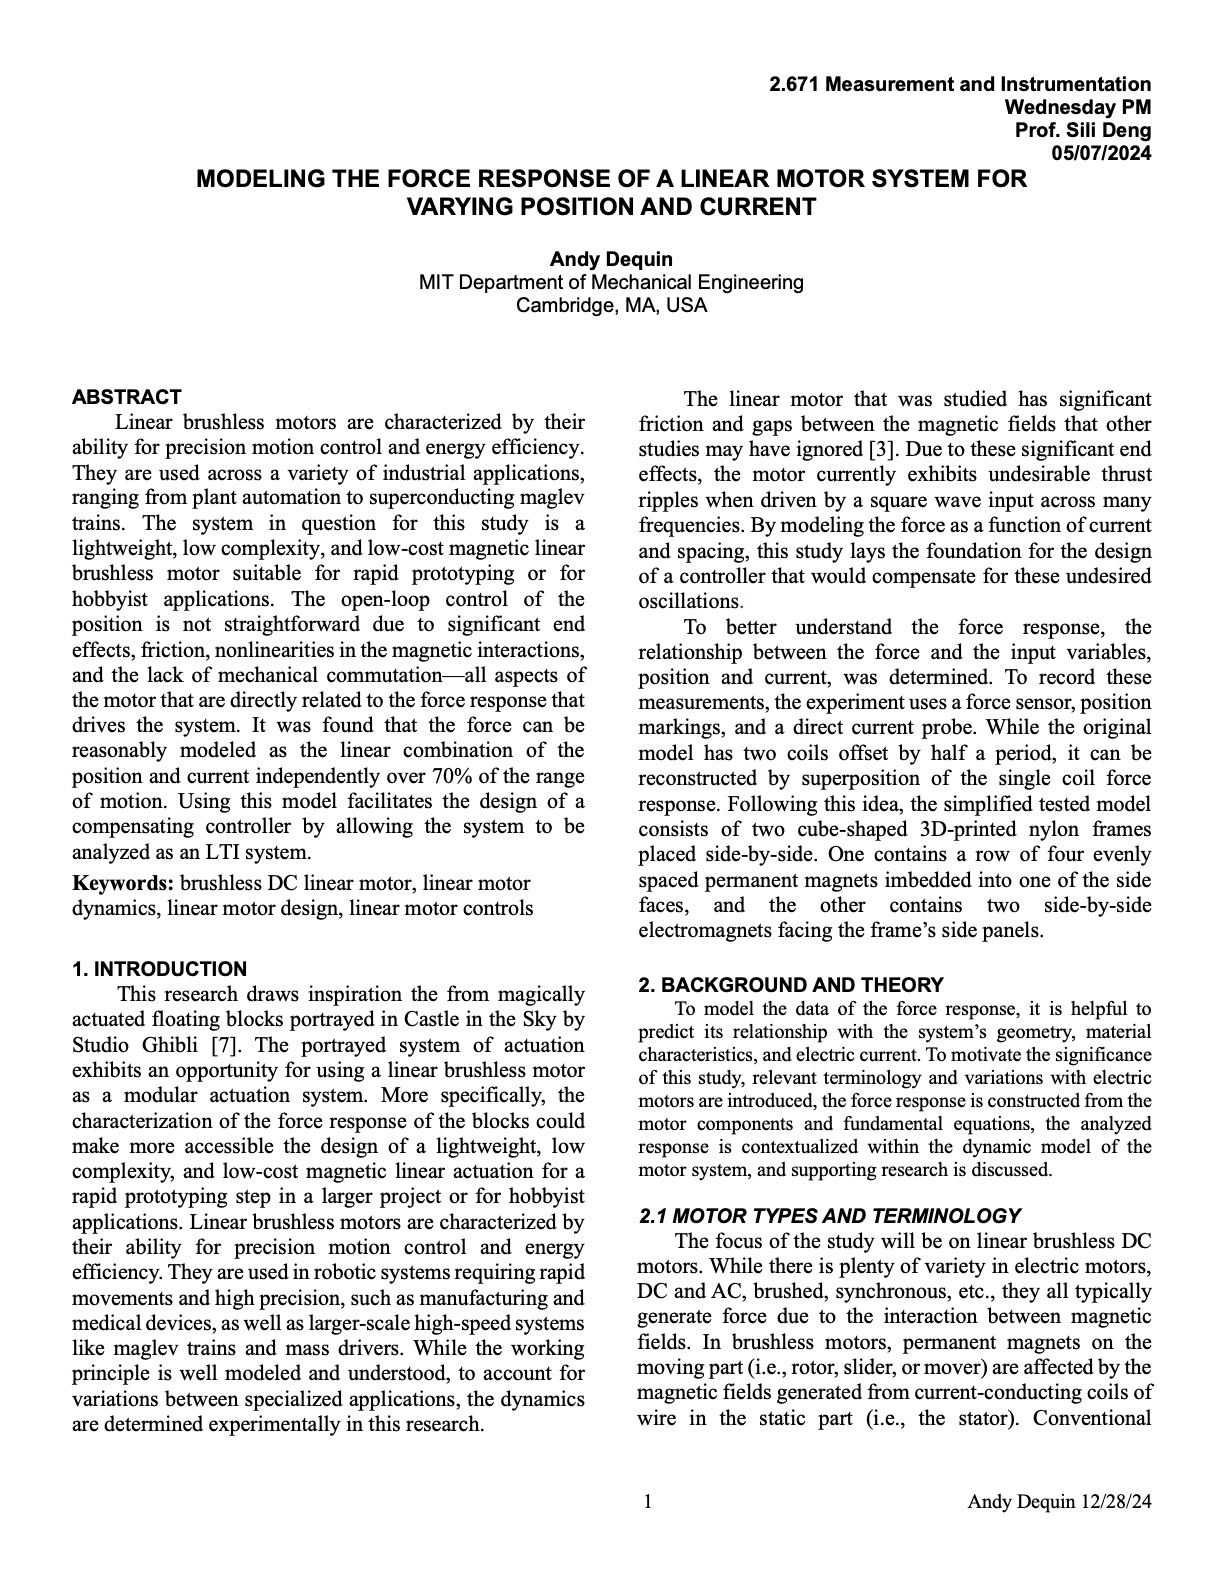 2.671 Measurement and Instrumentation
Wednesday PM
Prof. Sili Deng
05/07/2024
MODELING THE FORCE RESPONSE OF A LINEAR MOTOR SYSTEM FOR
VARYING POSITION AND CURRENT
Andy Dequin
MIT Department of Mechanical Engineering
Cambridge, MA, USA
ABSTRACT
Linear brushless motors are characterized by their
ability for precision motion control and energy efficiency.
They are used across a variety of industrial applications,
ranging from plant automation to superconducting maglev
trains. The system in question for this study is a
lightweight, low complexity, and low-cost magnetic linear
brushless motor suitable for rapid prototyping or for
hobbyist applications. The open-loop control of the
position is not straightforward due to significant end
effects, friction, nonlinearities in the magnetic interactions,
and the lack of mechanical commutation—all aspects of
the motor that are directly related to the force response that
drives the system. It was found that the force can be
reasonably modeled as the linear combination of the
position and current independently over 70% of the range
of motion. Using this model facilitates the design of a
compensating controller by allowing the system to be
analyzed as an LTI system.
Keywords: brushless DC linear motor, linear motor
dynamics, linear motor design, linear motor controls
1. INTRODUCTION
This research draws inspiration the from magically
actuated floating blocks portrayed in Castle in the Sky by
Studio Ghibli [7]. The portrayed system of actuation
exhibits an opportunity for using a linear brushless motor
as a modular actuation system. More specifically, the
characterization of the force response of the blocks could
make more accessible the design of a lightweight, low
complexity, and low-cost magnetic linear actuation for a
rapid prototyping step in a larger project or for hobbyist
applications. Linear brushless motors are characterized by
their ability for precision motion control and energy
efficiency. They are used in robotic systems requiring rapid
movements and high precision, such as manufacturing and
medical devices, as well as larger-scale high-speed systems
like maglev trains and mass drivers. While the working
principle is well modeled and understood, to account for
variations between specialized applications, the dynamics
are determined experimentally in this research.
The linear motor that was studied has significant
friction and gaps between the magnetic fields that other
studies may have ignored [3]. Due to these significant end
effects, the motor currently exhibits undesirable thrust
ripples when driven by a square wave input across many
frequencies. By modeling the force as a function of current
and spacing, this study lays the foundation for the design
of a controller that would compensate for these undesired
oscillations.
To better understand the force response, the
relationship between the force and the input variables,
position and current, was determined. To record these
measurements, the experiment uses a force sensor, position
markings, and a direct current probe. While the original
model has two coils offset by half a period, it can be
reconstructed by superposition of the single coil force
response. Following this idea, the simplified tested model
consists of two cube-shaped 3D-printed nylon frames
placed side-by-side. One contains a row of four evenly
spaced permanent magnets imbedded into one of the side
faces, and the other contains two side-by-side
electromagnets facing the frame’s side panels.
2. BACKGROUND AND THEORY
To model the data of the force response, it is helpful to
predict its relationship with the system’s geometry, material
characteristics, and electric current. To motivate the significance
of this study, relevant terminology and variations with electric
motors are introduced, the force response is constructed from the
motor components and fundamental equations, the analyzed
response is contextualized within the dynamic model of the
motor system, and supporting research is discussed.
2.1 MOTOR TYPES AND TERMINOLOGY
The focus of the study will be on linear brushless DC
motors. While there is plenty of variety in electric motors,
DC and AC, brushed, synchronous, etc., they all typically
generate force due to the interaction between magnetic
fields. In brushless motors, permanent magnets on the
moving part (i.e., rotor, slider, or mover) are affected by the
magnetic fields generated from current-conducting coils of
wire in the static part (i.e., the stator). Conventional
1
Andy Dequin 12/28/24